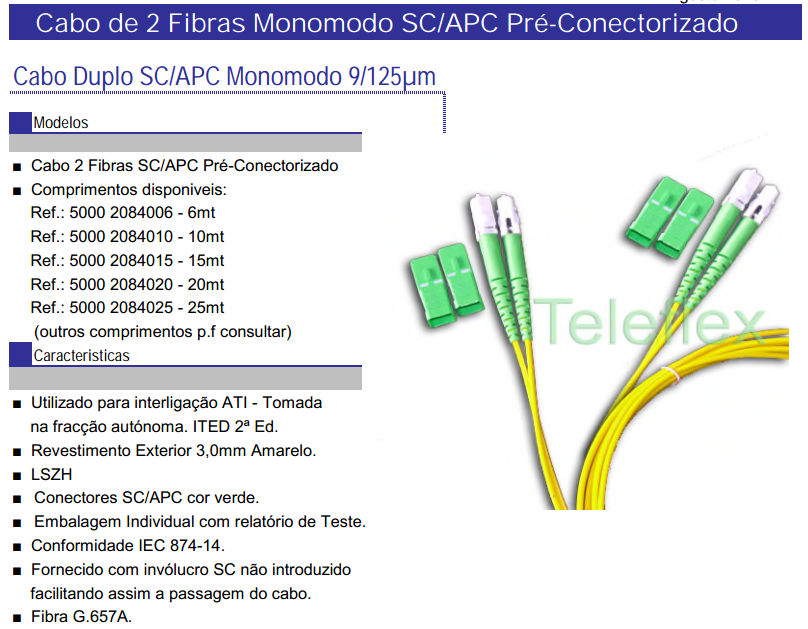 Cabo de 2 Fibras Monomodo SC/APC Pré-Conectorizado
Cabo Duplo SC/APC Monomodo 9/125µm
Modelos
■ Cabo 2 Fibras SC/APC Pré-Conectorizado
■ Comprimentos disponiveis:
Ref.: 5000 2084006 - 6mt
Ref.: 5000 2084010 - 10mt
Ref.: 5000 2084015 - 15mt
Ref.: 5000 2084020 - 20mt
Ref.: 5000 2084025 - 25mt
(outros comprimentos p.f consultar)
Caracteristicas
■ Utilizado para interligação ATI - Tomada
na fracção autónoma. ITED 2ª Ed.
■ Revestimento Exterior 3,0mm Amarelo.
■ LSZH
■ Conectores SC/APC cor verde.
■ Embalagem Individual com relatório de Teste.
■ Conformidade IEC 874-14.
■ Fornecido com invólucro SC não introduzido
facilitando assim a passagem do cabo.
■ Fibra G.657A.
Teleflex